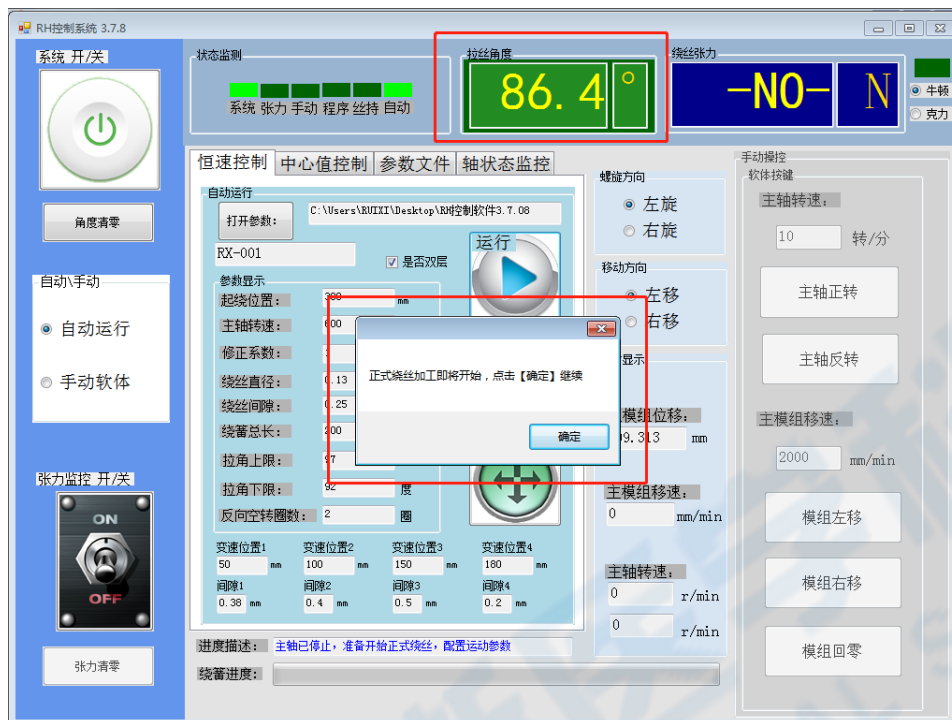 RH控制系统 3.7.8
系统 开/关
角度清零
自动\手动
自动运行
手动软体
张力监控 开/关
ON
OFF
张力清零
状态监测
系统 张力 手动 程序 丝持 自动
拉丝角度
86.4 °
绕丝张力
-NO- N
牛顿
克力
恒速控制 中心值控制 参数文件 轴状态监控
自动运行
打开参数: C:\Users\RUIXI\Desktop\RH控制软件3.7.08
RX-001
是否双层
运行
参数显示
起绕位置: 300 mm
主轴转速: 600
修正系数:
绕丝直径: 0.13
绕丝间隙: 0.25
绕簧总长: 200
拉角上限: 97
拉角下限: 92 度
反向空转圈数: 2 圈
变速位置1 变速位置2 变速位置3 变速位置4
50 mm 100 mm 150 mm 180 mm
间隙1 间隙2 间隙3 间隙4
0.38 mm 0.4 mm 0.5 mm 0.2 mm
正式绕丝加工即将开始，点击【确定】继续
确定
进度描述: 主轴已停止，准备开始正式绕丝，配置运动参数
绕簧进度:
螺旋方向
左旋
右旋
移动方向
左移
右移
显示
模组位移:
9.313 mm
主模组移速:
0 mm/min
主轴转速:
0 r/min
0 r/min
手动操控
软体按键
主轴转速:
10 转/分
主轴正转
主轴反转
主模组移速:
2000 mm/min
模组左移
模组右移
模组回零